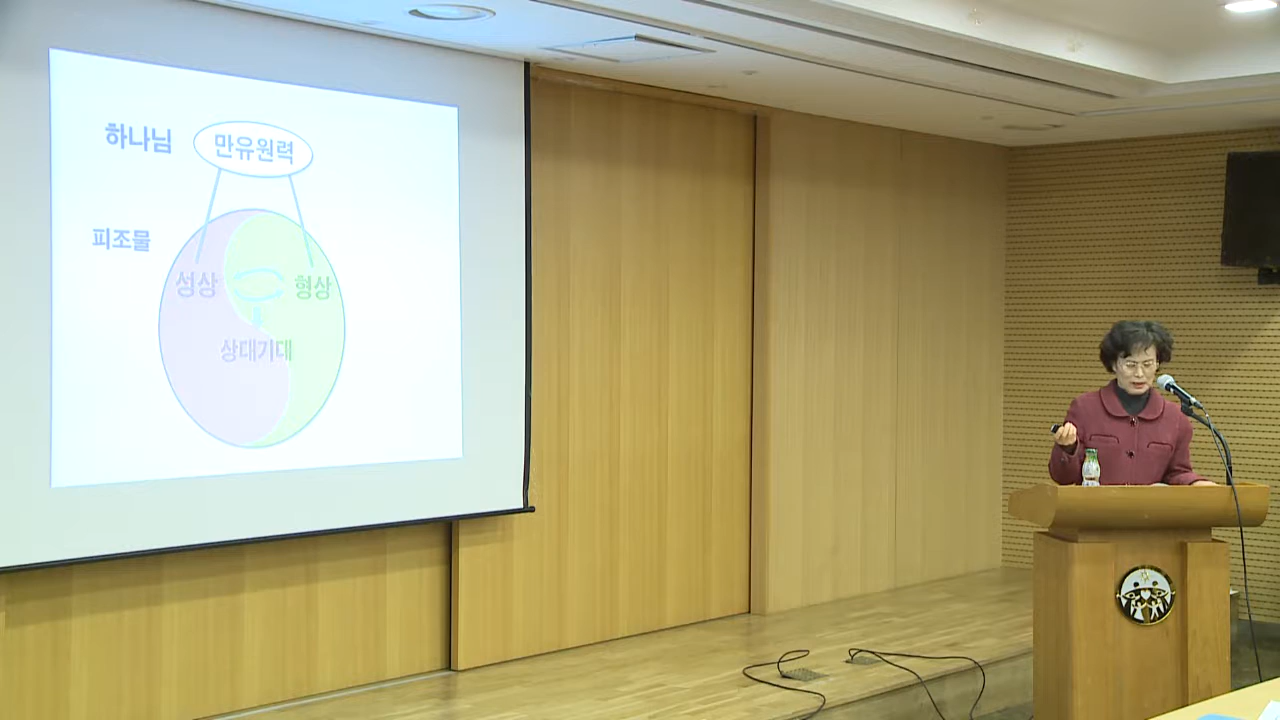 하나님 만유원력
피조물
성상 형상
상대기대